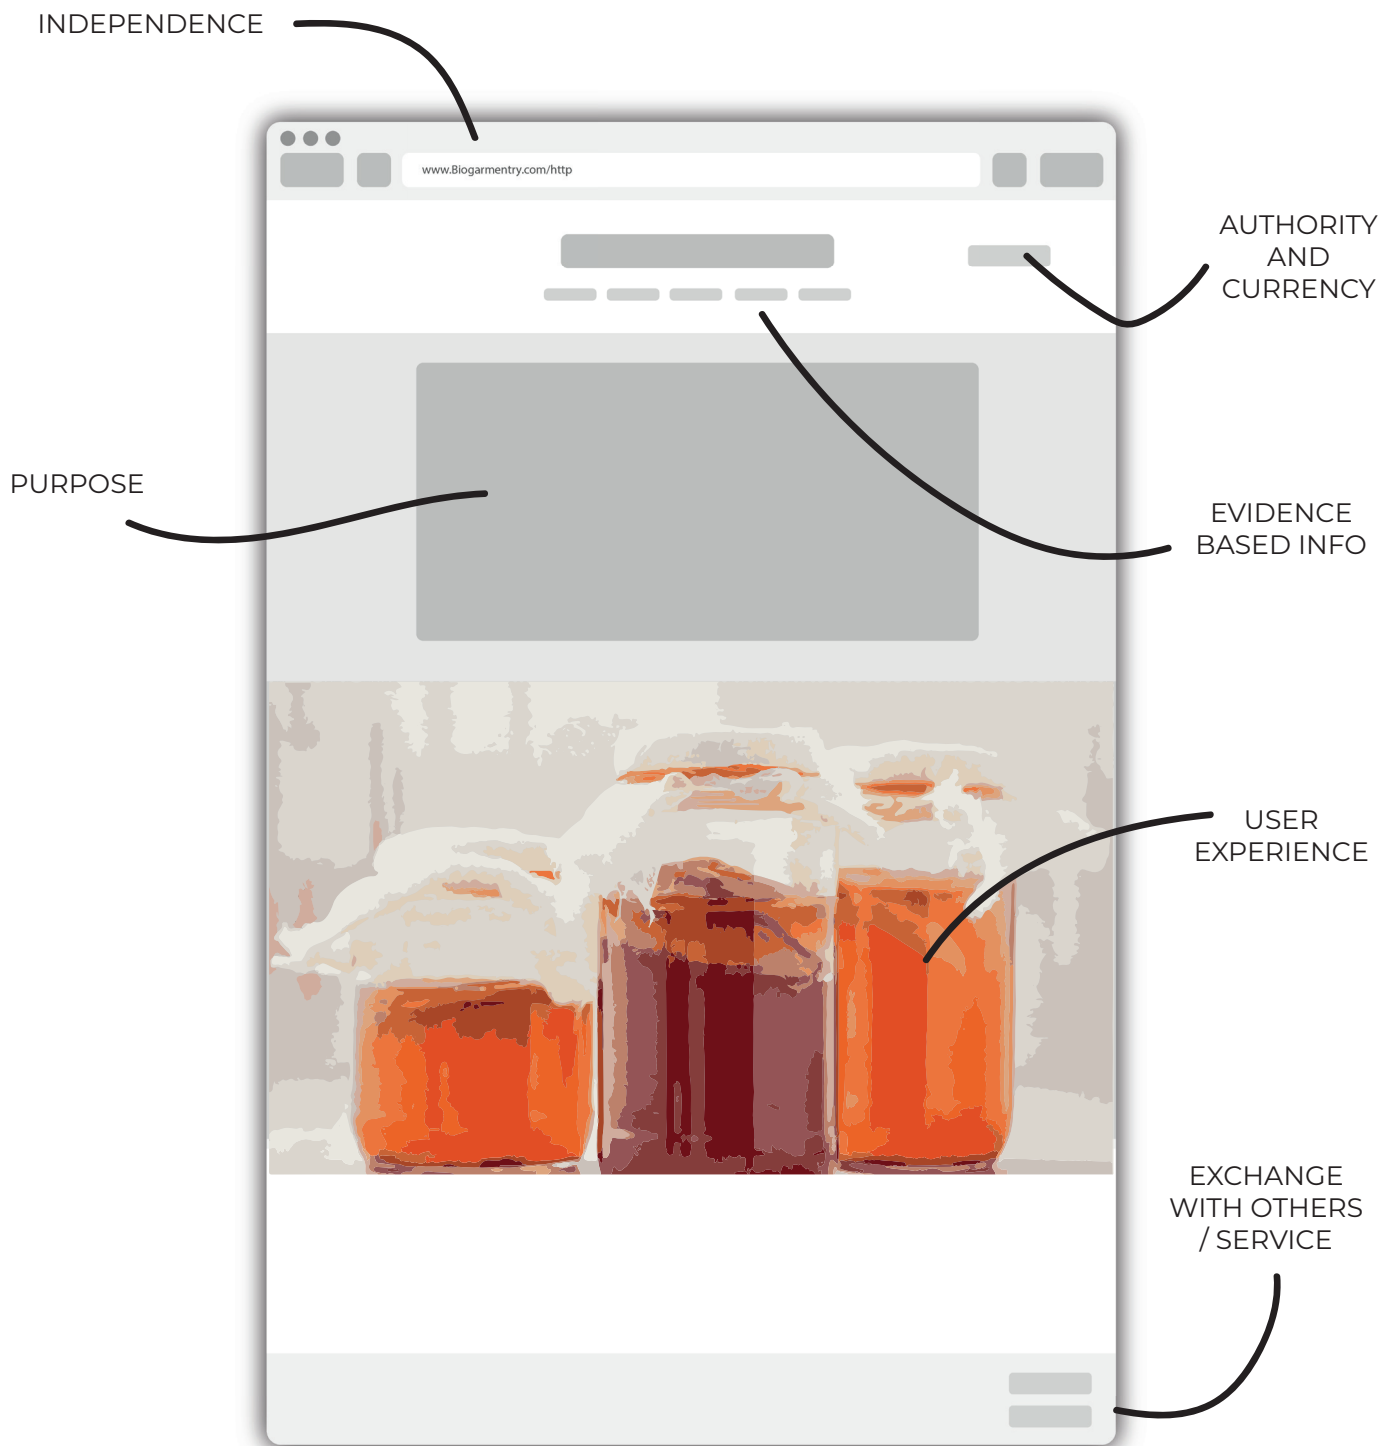 INDEPENDENCE
www.Biogarmentry.com/http
AUTHORITY
AND
CURRENCY
PURPOSE
EVIDENCE
BASED INFO
USER
EXPERIENCE
EXCHANGE
WITH OTHERS
/ SERVICE